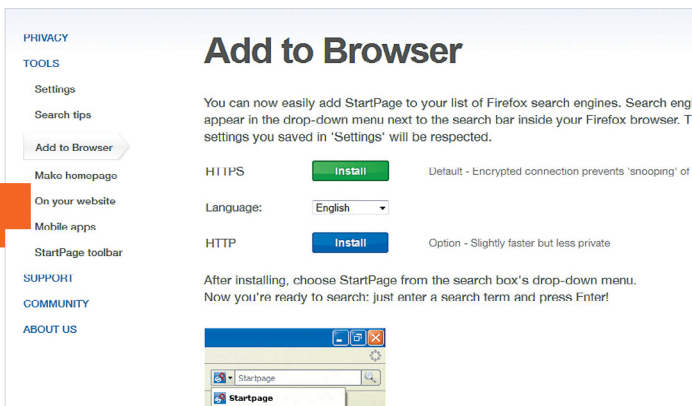 PRIVACY
TOOLS
Settings
Search tips
Add to Browser
Make homepage
On your website
Mobile apps
StartPage toolbar
SUPPORT
COMMUNITY
ABOUT US
Add to Browser
You can now easily add StartPage to your list of Firefox search engines. Search eng
appear in the drop-down menu next to the search bar inside your Firefox browser. T
settings you saved in 'Settings' will be respected.
HTTPS Install Default - Encrypted connection prevents 'snooping' of
Language: English
HTTP Install Option - Slightly faster but less private
After installing, choose StartPage from the search box's drop-down menu.
Now you're ready to search: just enter a search term and press Enter!
Startpage
Startpage